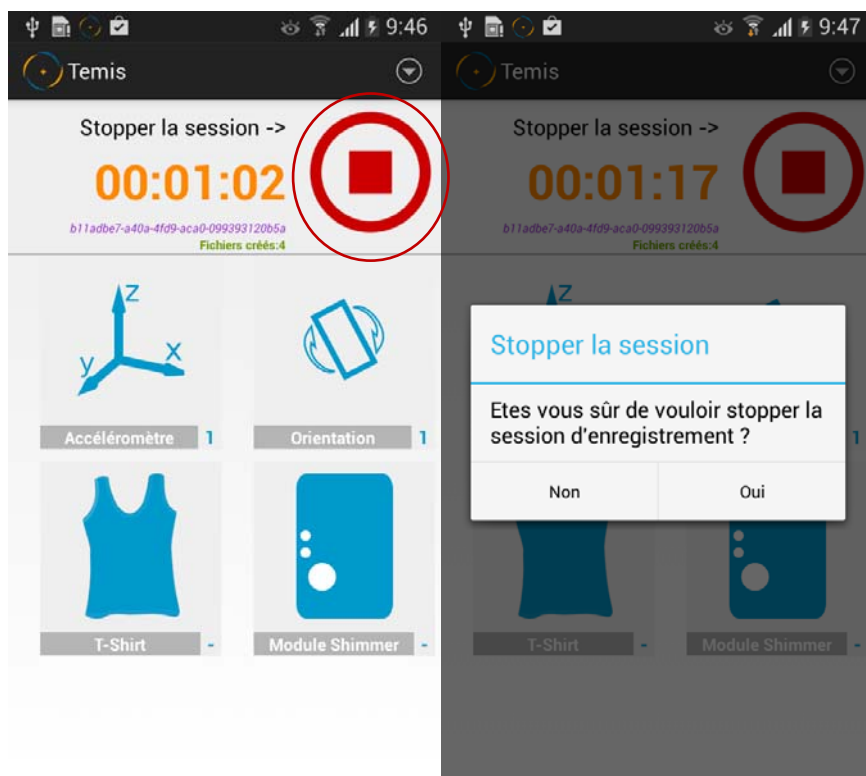 9:46
Temis
Stopper la session ->
00:01:02
b11adbe7-a40a-4fd9-aca0-099393120b5a
Fichiers créés:4
Z
y
x
Accéléromètre 1
Orientation 1
T-Shirt -
Module Shimmer -
9:47
Temis
Stopper la session ->
00:01:17
b11adbe7-a40a-4fd9-aca0-099393120b5a
Fichiers créés:4
Z
Stopper la session
Etes vous sûr de vouloir stopper la
session d'enregistrement ?
Non
Oui
1
T-Shirt -
Module Shimmer -